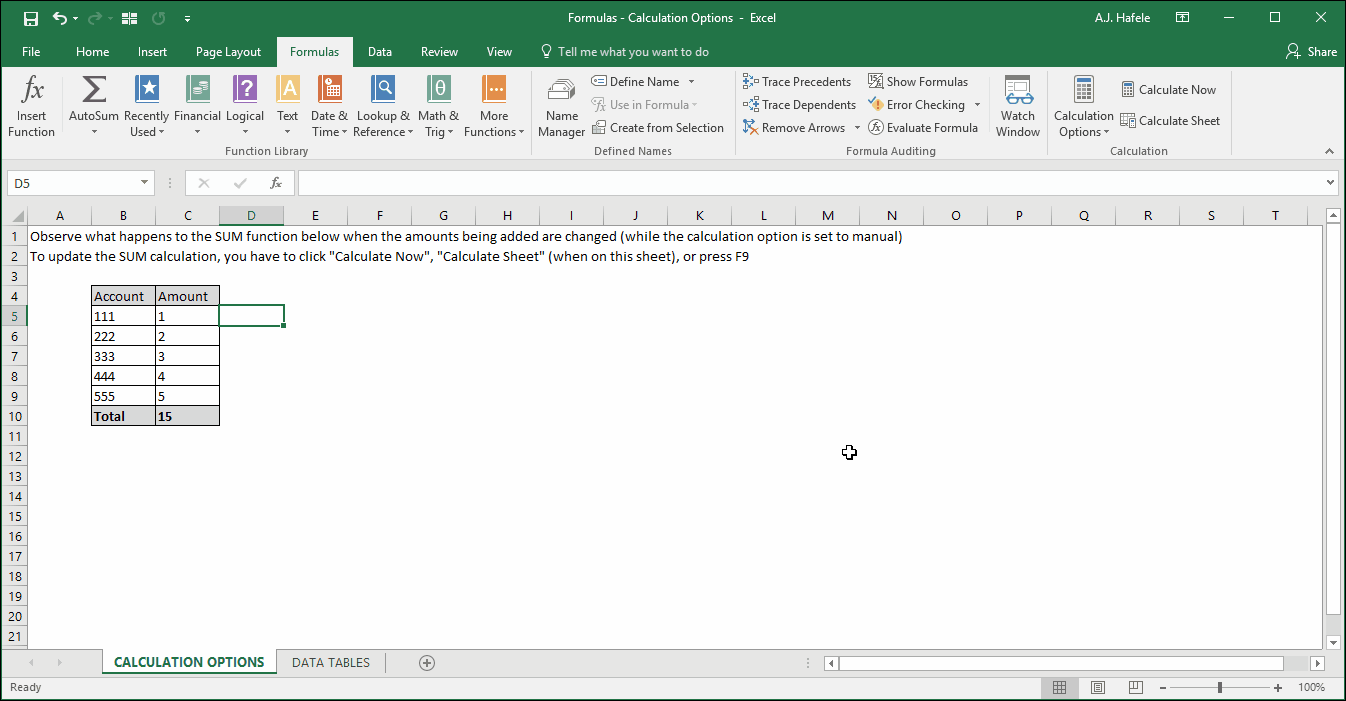 Formulas - Calculation Options - Excel
A.J. Hafele
File Home Insert Page Layout Formulas Data Review View Tell me what you want to do Share
fx Insert Function
AutoSum
Recently Used
Financial
Logical
Text
Date & Time
Lookup & Reference
Math & Trig
More Functions
Function Library
Name Manager
Define Name
Use in Formula
Create from Selection
Defined Names
Trace Precedents
Trace Dependents
Remove Arrows
Show Formulas
Error Checking
Evaluate Formula
Watch Window
Formula Auditing
Calculation Options
Calculate Now
Calculate Sheet
Calculation
D5 fx
A B C D E F G H I J K L M N O P Q R S T
1 Observe what happens to the SUM function below when the amounts being added are changed (while the calculation option is set to manual)
2 To update the SUM calculation, you have to click "Calculate Now", "Calculate Sheet" (when on this sheet), or press F9
3
4 Account Amount
5 111 1
6 222 2
7 333 3
8 444 4
9 555 5
10 Total 15
11
12
13
14
15
16
17
18
19
20
21
CALCULATION OPTIONS DATA TABLES
Ready 100%